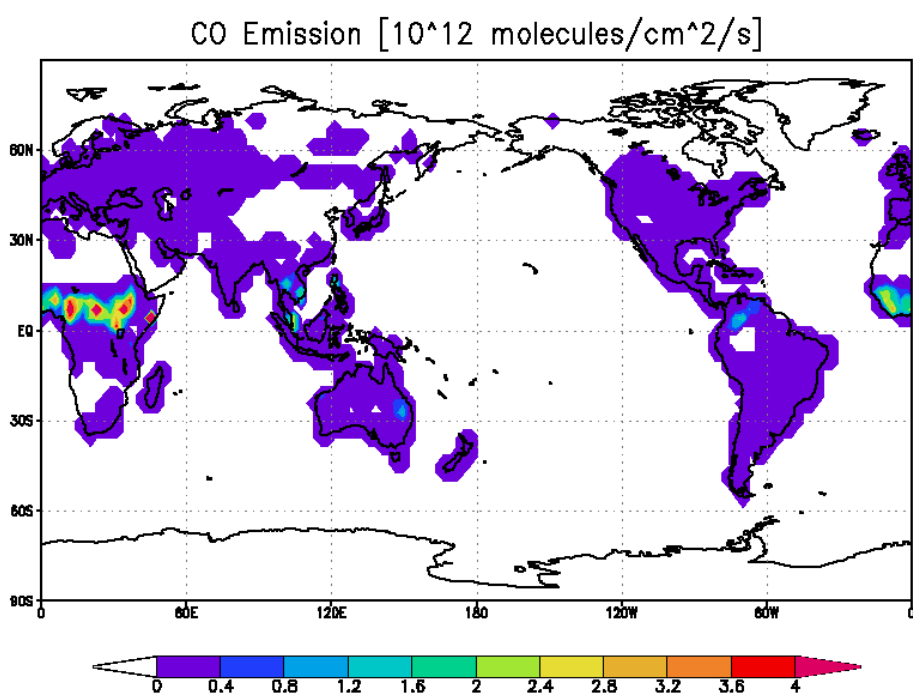 CO Emission [10^12 molecules/cm^2/s]
60N
30N
EQ
30S
60S
90S
0 60E 120E 180 120W 60W 0
0 0.4 0.8 1.2 1.6 2 2.4 2.8 3.2 3.6 4